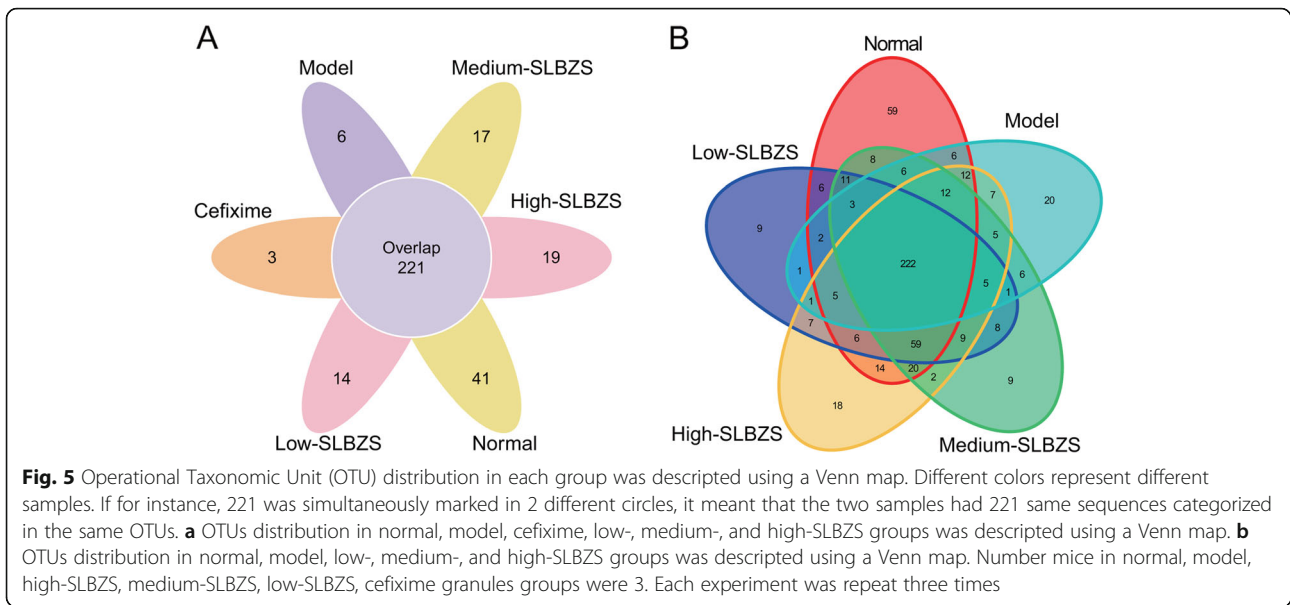 A
Model
Medium-SLBZS
6
17
Cefixime
High-SLBZS
3
Overlap
221
19
14
41
Low-SLBZS
Normal
B
Normal
59
Model
Low-SLBZS
8
6
6
12
6
11
12
7
20
3
9
2
5
222
6
1
5
5
1
1
7
8
6
59
9
14
20
2
9
18
High-SLBZS
Medium-SLBZS
Fig. 5 Operational Taxonomic Unit (OTU) distribution in each group was descripted using a Venn map. Different colors represent different
samples. If for instance, 221 was simultaneously marked in 2 different circles, it meant that the two samples had 221 same sequences categorized
in the same OTUs. a OTUs distribution in normal, model, cefixime, low-, medium-, and high-SLBZS groups was descripted using a Venn map. b
OTUs distribution in normal, model, low-, medium-, and high-SLBZS groups was descripted using a Venn map. Number mice in normal, model,
high-SLBZS, medium-SLBZS, low-SLBZS, cefixime granules groups were 3. Each experiment was repeat three times